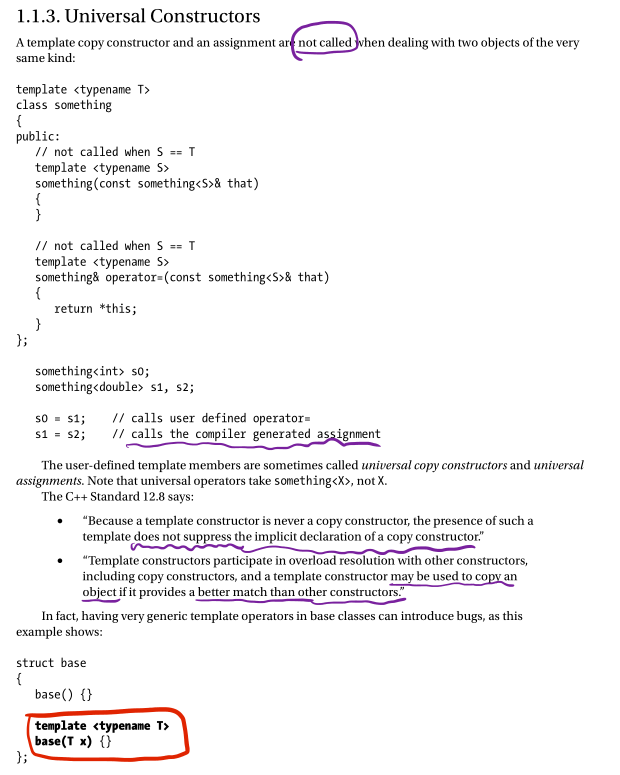 1.1.3. Universal Constructors
A template copy constructor and an assignment are not called when dealing with two objects of the very
same kind:
template <typename T>
class something
{
public:
// not called when S == T
template <typename S>
something(const something<S>& that)
{
}
// not called when S == T
template <typename S>
something& operator=(const something<S>& that)
{
return *this;
}
};
something<int> s0;
something<double> s1, s2;
s0 = s1; // calls user defined operator=
s1 = s2; // calls the compiler generated assignment
The user-defined template members are sometimes called universal copy constructors and universal
assignments. Note that universal operators take something<X>, not X.
The C++ Standard 12.8 says:
• “Because a template constructor is never a copy constructor, the presence of such a
template does not suppress the implicit declaration of a copy constructor.”
• “Template constructors participate in overload resolution with other constructors,
including copy constructors, and a template constructor may be used to copy an
object if it provides a better match than other constructors.”
In fact, having very generic template operators in base classes can introduce bugs, as this
example shows:
struct base
{
base() {}
template <typename T>
base(T x) {}
};